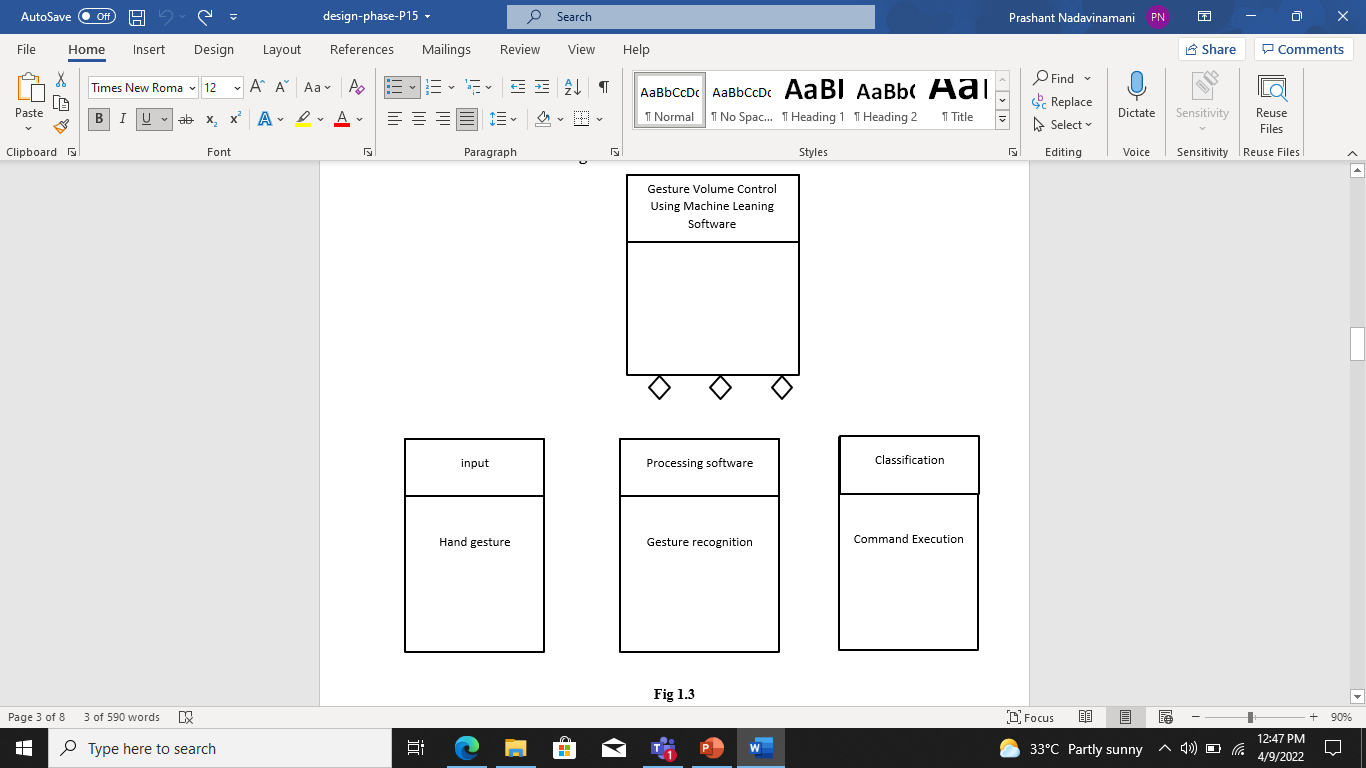 AutoSave Off design-phase-P15 Search Prashant Nadavinamani PN
File Home Insert Design Layout References Mailings Review View Help Share Comments
Times New Roma 12 A A Aa A
Paste B I U ab x₂ x² A A
AaBbCcDc AaBbCcDc AaBl AaBb( AaI
¶ Normal ¶ No Spac... ¶ Heading 1 ¶ Heading 2 ¶ Title
Find
Replace
Select
Dictate Sensitivity Reuse
Files
Clipboard Font Paragraph Styles Editing Voice Sensitivity Reuse Files
Gesture Volume Control
Using Machine Leaning
Software
input Processing software Classification
Hand gesture Gesture recognition Command Execution
Fig 1.3
Page 3 of 8 3 of 590 words Focus 90%
Type here to search 1 33°C Partly sunny 12:47 PM
4/9/2022